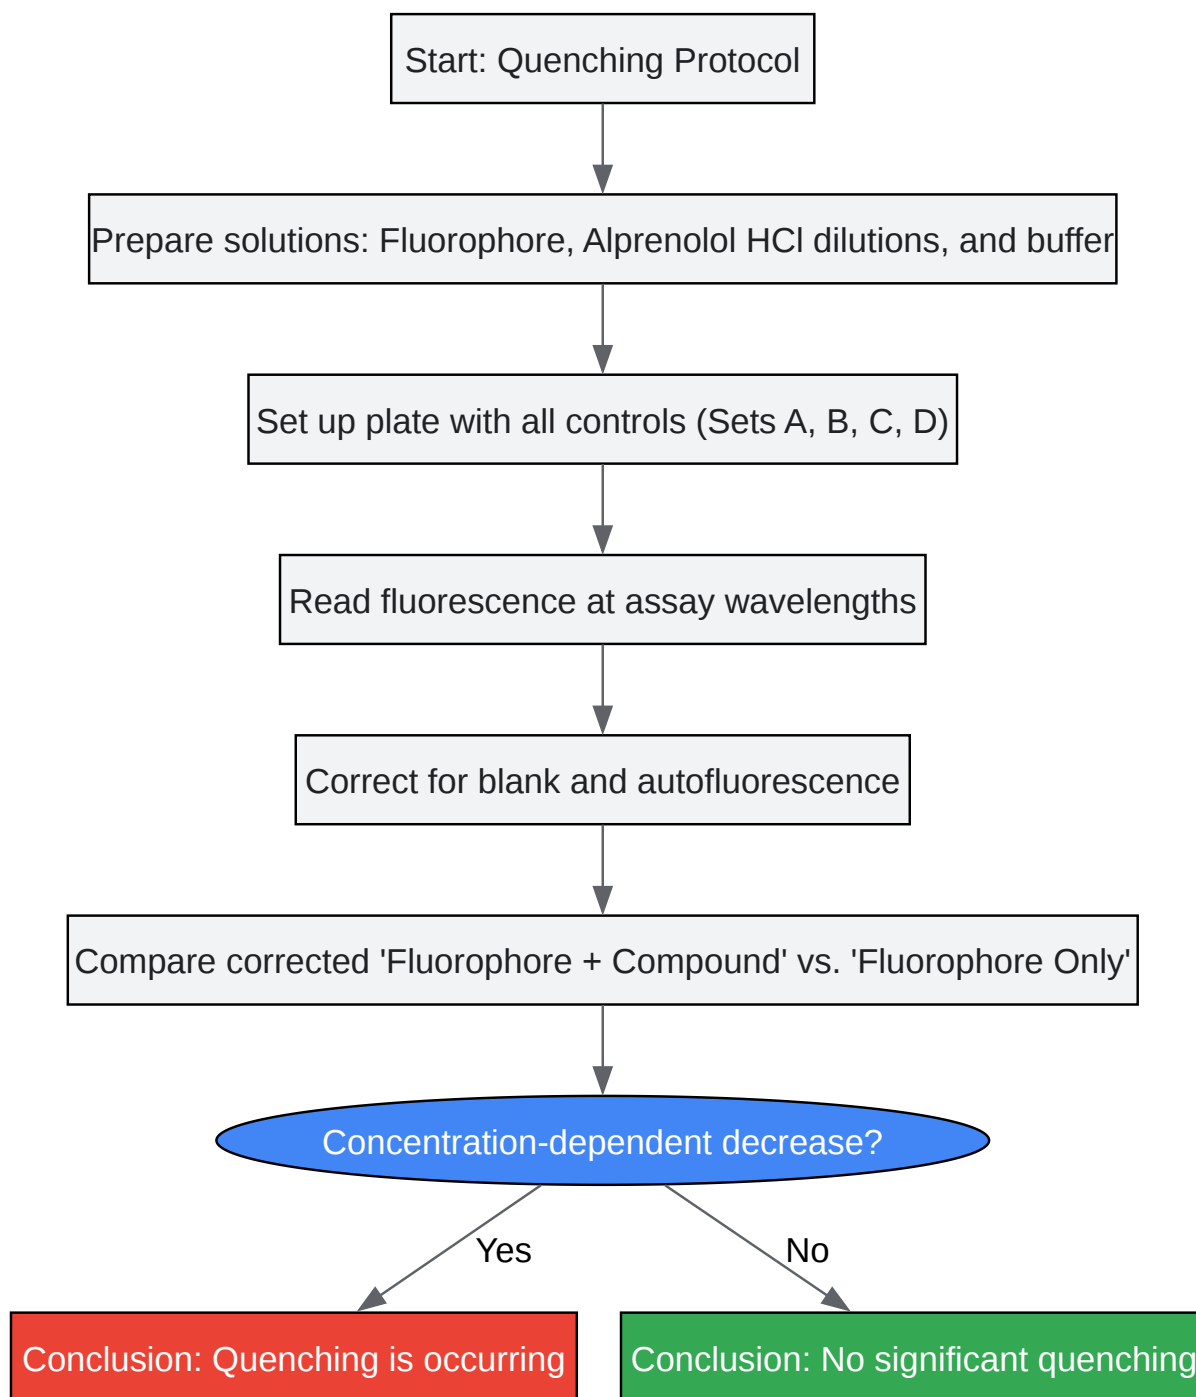 Start: Quenching Protocol
Prepare solutions: Fluorophore, Alprenolol HCl dilutions, and buffer
Set up plate with all controls (Sets A, B, C, D)
Read fluorescence at assay wavelengths
Correct for blank and autofluorescence
Compare corrected 'Fluorophore + Compound' vs. 'Fluorophore Only'
Concentration-dependent decrease?
Yes
No
Conclusion: Quenching is occurring
Conclusion: No significant quenching